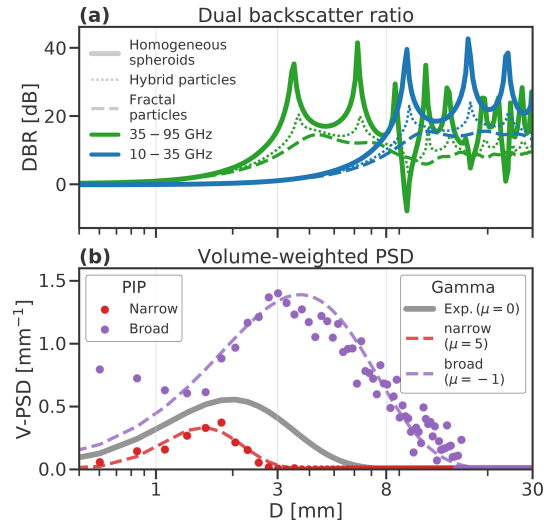 (a) Dual backscatter ratio
40
20
0
DBR [dB]
Homogeneous
spheroids
Hybrid particles
Fractal
particles
35 − 95 GHz
10 − 35 GHz
(b) Volume-weighted PSD
1.5
1.0
0.5
0.0
V-PSD [mm⁻¹]
PIP
Narrow
Broad
Gamma
Exp. (μ = 0)
narrow
(μ = 5)
broad
(μ = −1)
1 3 8 30
D [mm]